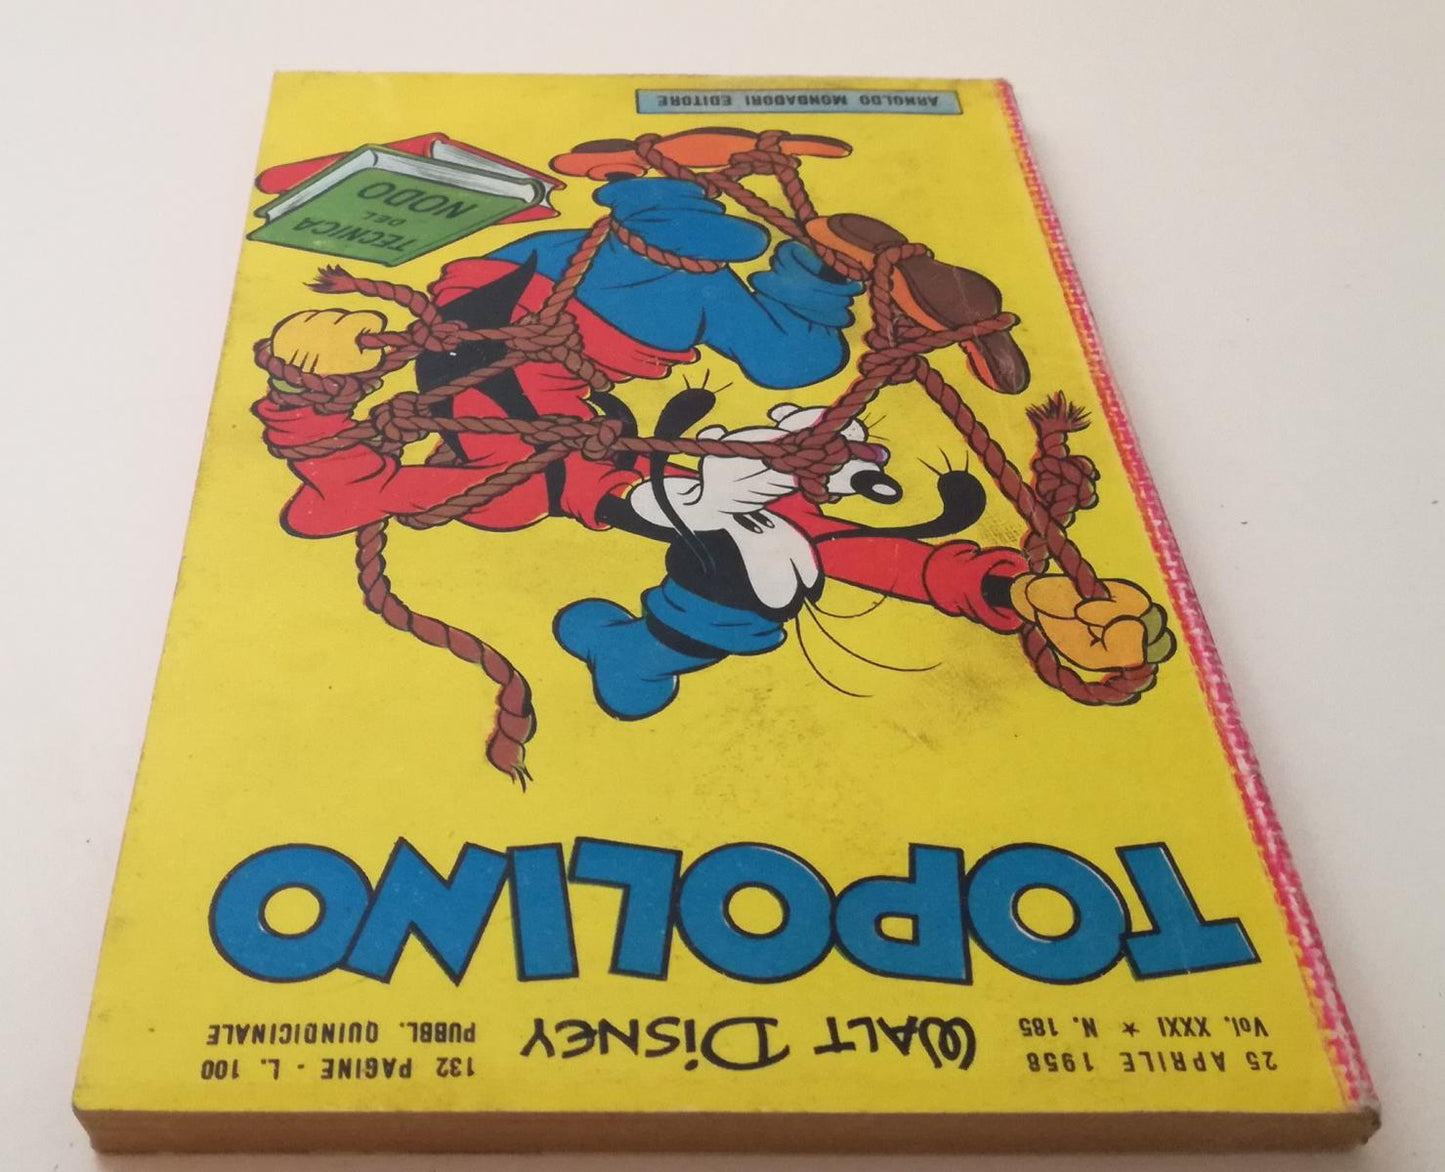 25 APRILE 1958
Vol. XXXI ★ N. 185
WALT DISNEY
132 PAGINE - L. 100
PUBBL. QUINDICINALE
TOPOLINO
TECNICA
DEL
NODO
ARNOLDO MONDADORI EDITORE